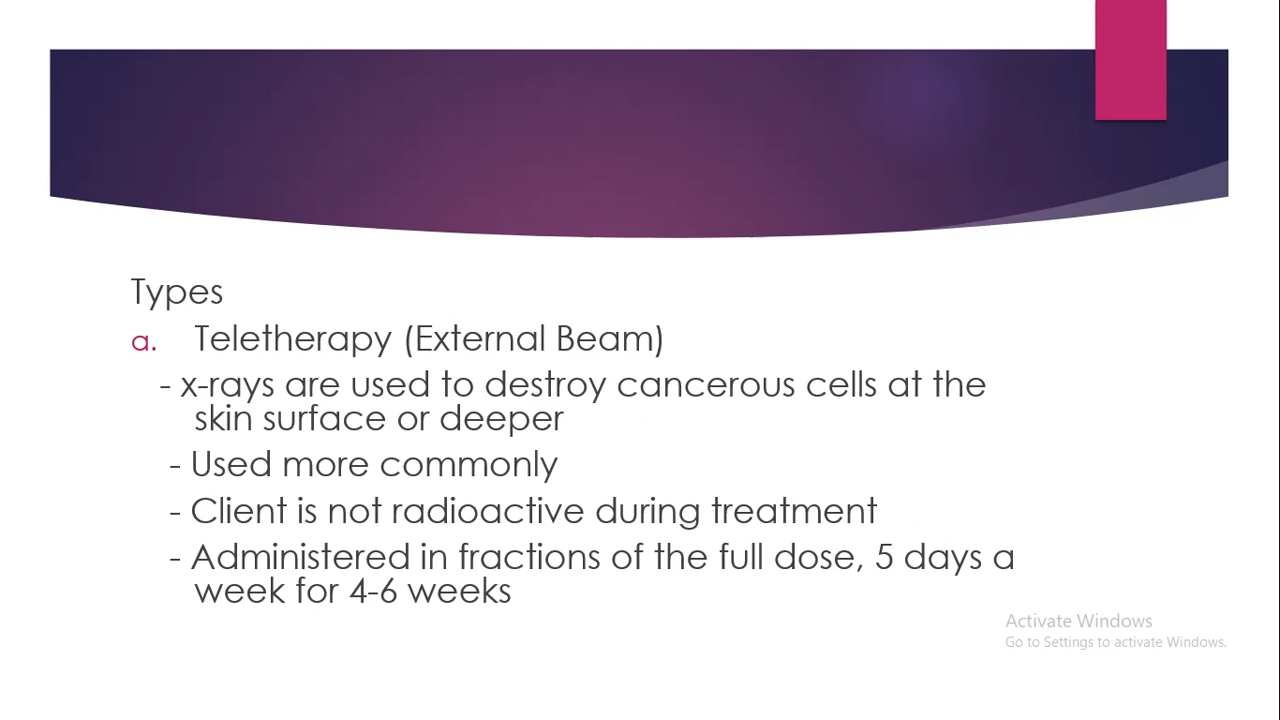 Types
a. Teletherapy (External Beam)
- x-rays are used to destroy cancerous cells at the
skin surface or deeper
- Used more commonly
- Client is not radioactive during treatment
- Administered in fractions of the full dose, 5 days a
week for 4-6 weeks
Activate Windows
Go to Settings to activate Windows.